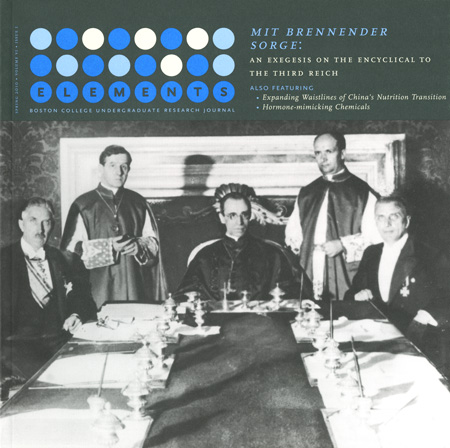 MIT BRENNENDER
SORGE:
AN EXEGESIS ON THE ENCYCLICAL TO
THE THIRD REICH
ALSO FEATURING
• Expanding Waistlines of China's Nutrition Transition
• Hormone-mimicking Chemicals
ELEMENTS
BOSTON COLLEGE UNDERGRADUATE RESEARCH JOURNAL